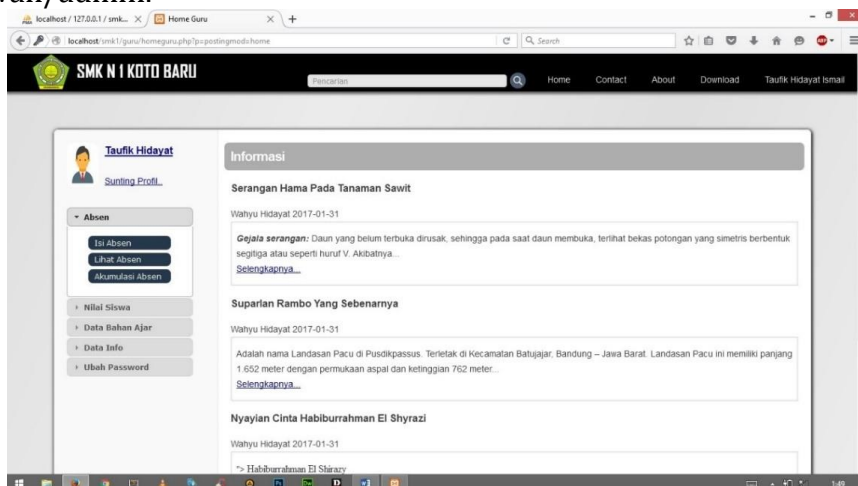 localhost / 127.0.0.1 / smk...
Home Guru
localhost/smk1/guru/homeguru.php?p=postingmod=home
Search
SMK N 1 KOTO BARU
Pencarian
Home
Contact
About
Download
Taufik Hidayat Ismail
Taufik Hidayat
Sunting Profil
Absen
Isi Absen
Lihat Absen
Akumulasi Absen
Nilai Siswa
Data Bahan Ajar
Data Info
Ubah Password
Informasi
Serangan Hama Pada Tanaman Sawit
Wahyu Hidayat 2017-01-31
Gejala serangan: Daun yang belum terbuka dirusak, sehingga pada saat daun membuka, terlihat bekas potongan yang simetris berbentuk
segitiga atau seperti huruf V. Akibatnya...
Selengkapnya...
Suparlan Rambo Yang Sebenarnya
Wahyu Hidayat 2017-01-31
Adalah nama Landasan Pacu di Pusdikpassus. Terletak di Kecamatan Batujajar, Bandung – Jawa Barat. Landasan Pacu ini memiliki panjang
1.652 meter dengan permukaan aspal dan ketinggian 762 meter...
Selengkapnya...
Nyayian Cinta Habiburrahman El Shyrazi
Wahyu Hidayat 2017-01-31
"> Habiburrahman El Shirazy
1:49